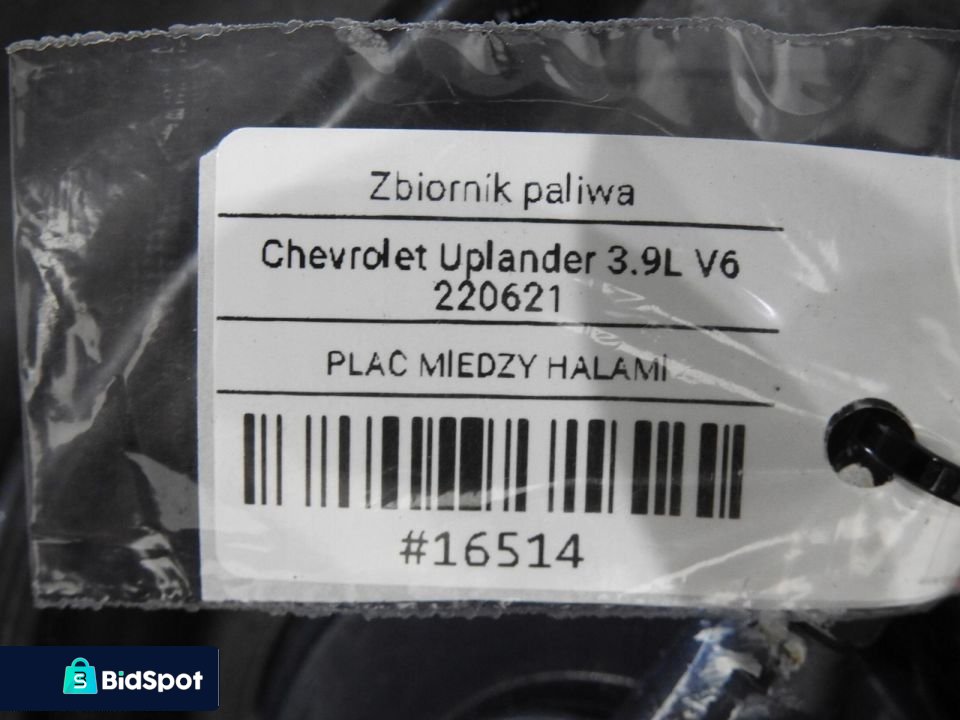 Zbiornik paliwa
Chevrolet Uplander 3.9L V6
220621
PLAC MIEDZY HALAMI
#16514
BidSpot